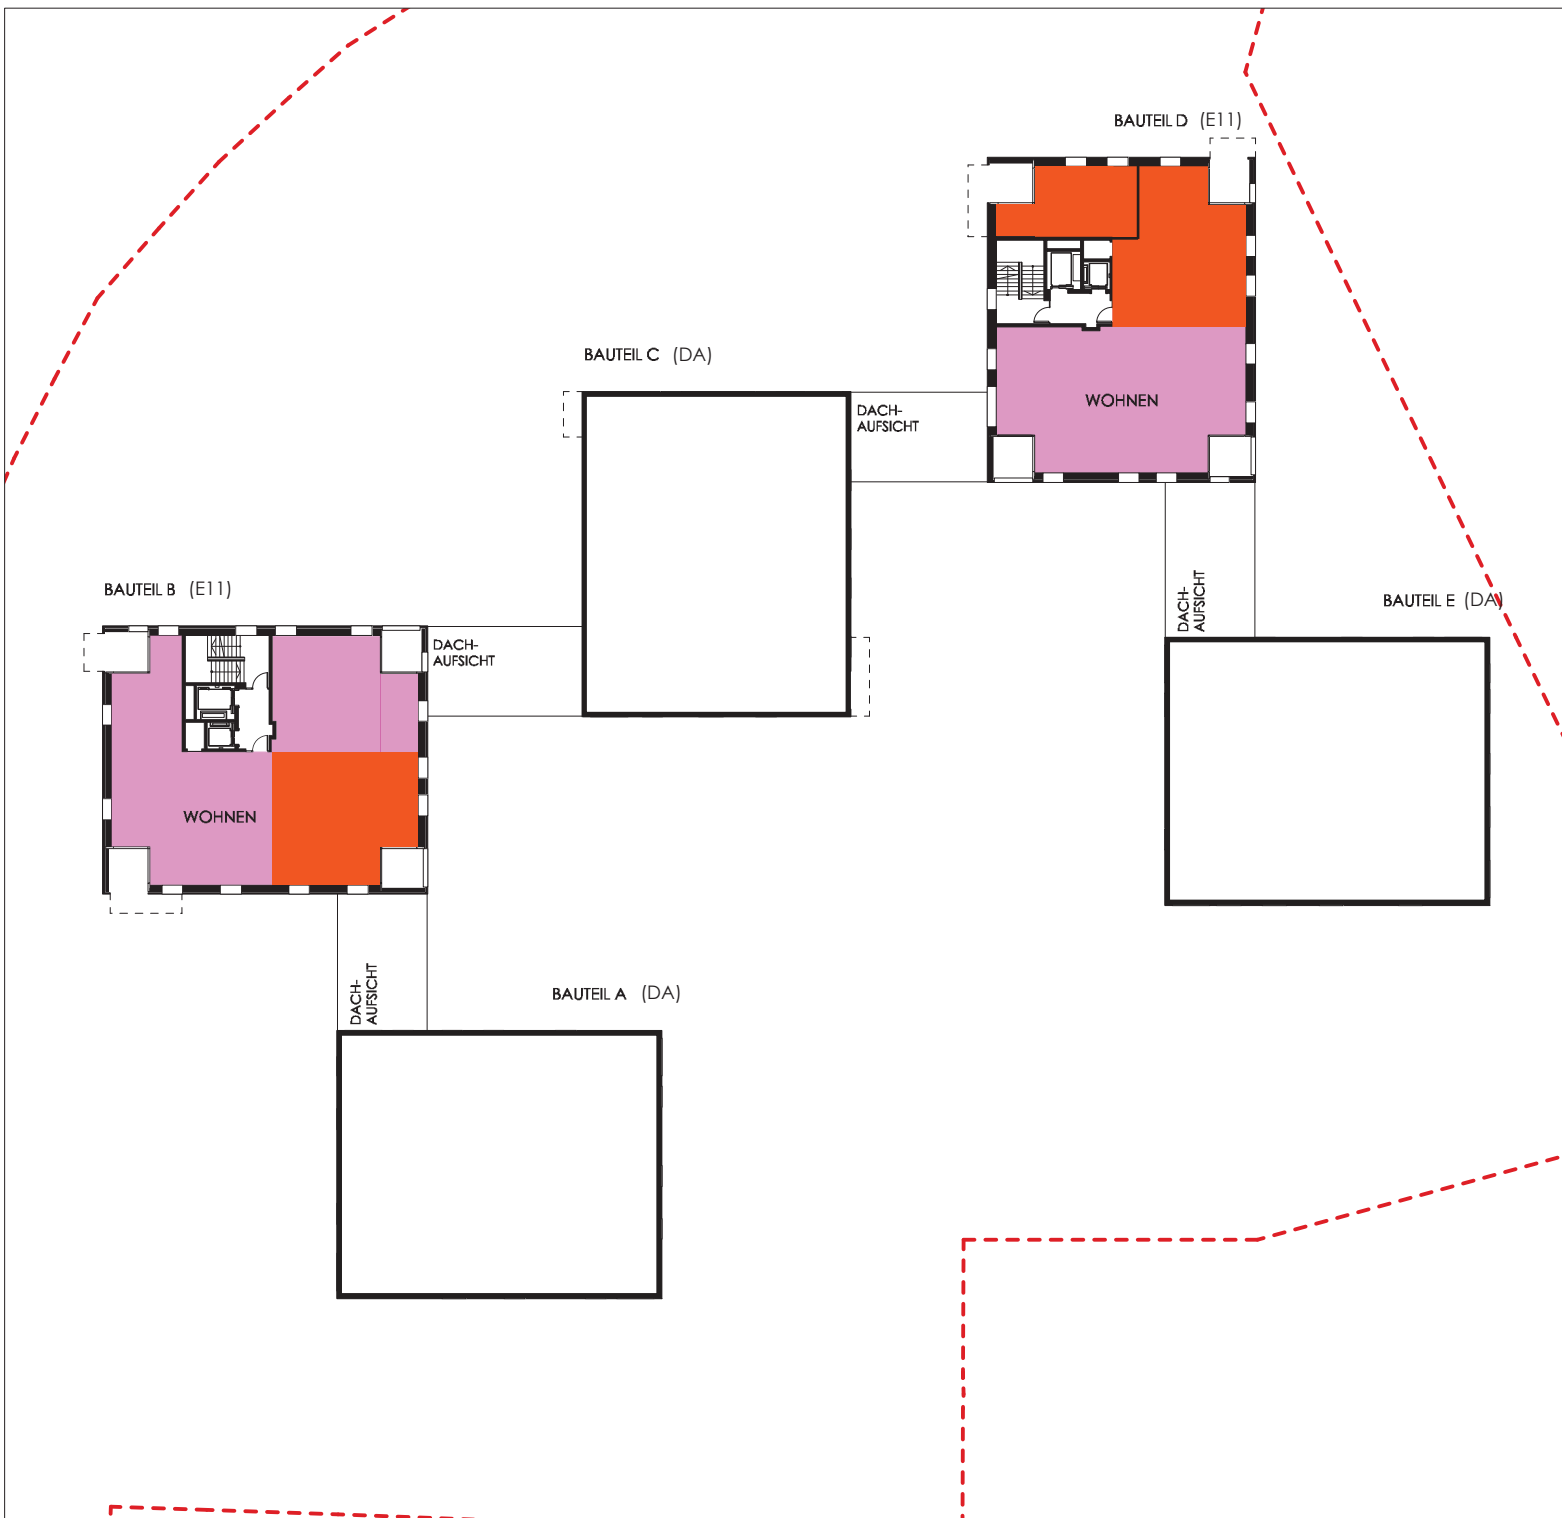 BAUTEIL D (E11)
BAUTEIL C (DA)
WOHNEN
DACH-
AUFSICHT
DACH-
AUFSICHT
BAUTEIL E (DA)
BAUTEIL B (E11)
DACH-
AUFSICHT
WOHNEN
DACH-
AUFSICHT
BAUTEIL A (DA)